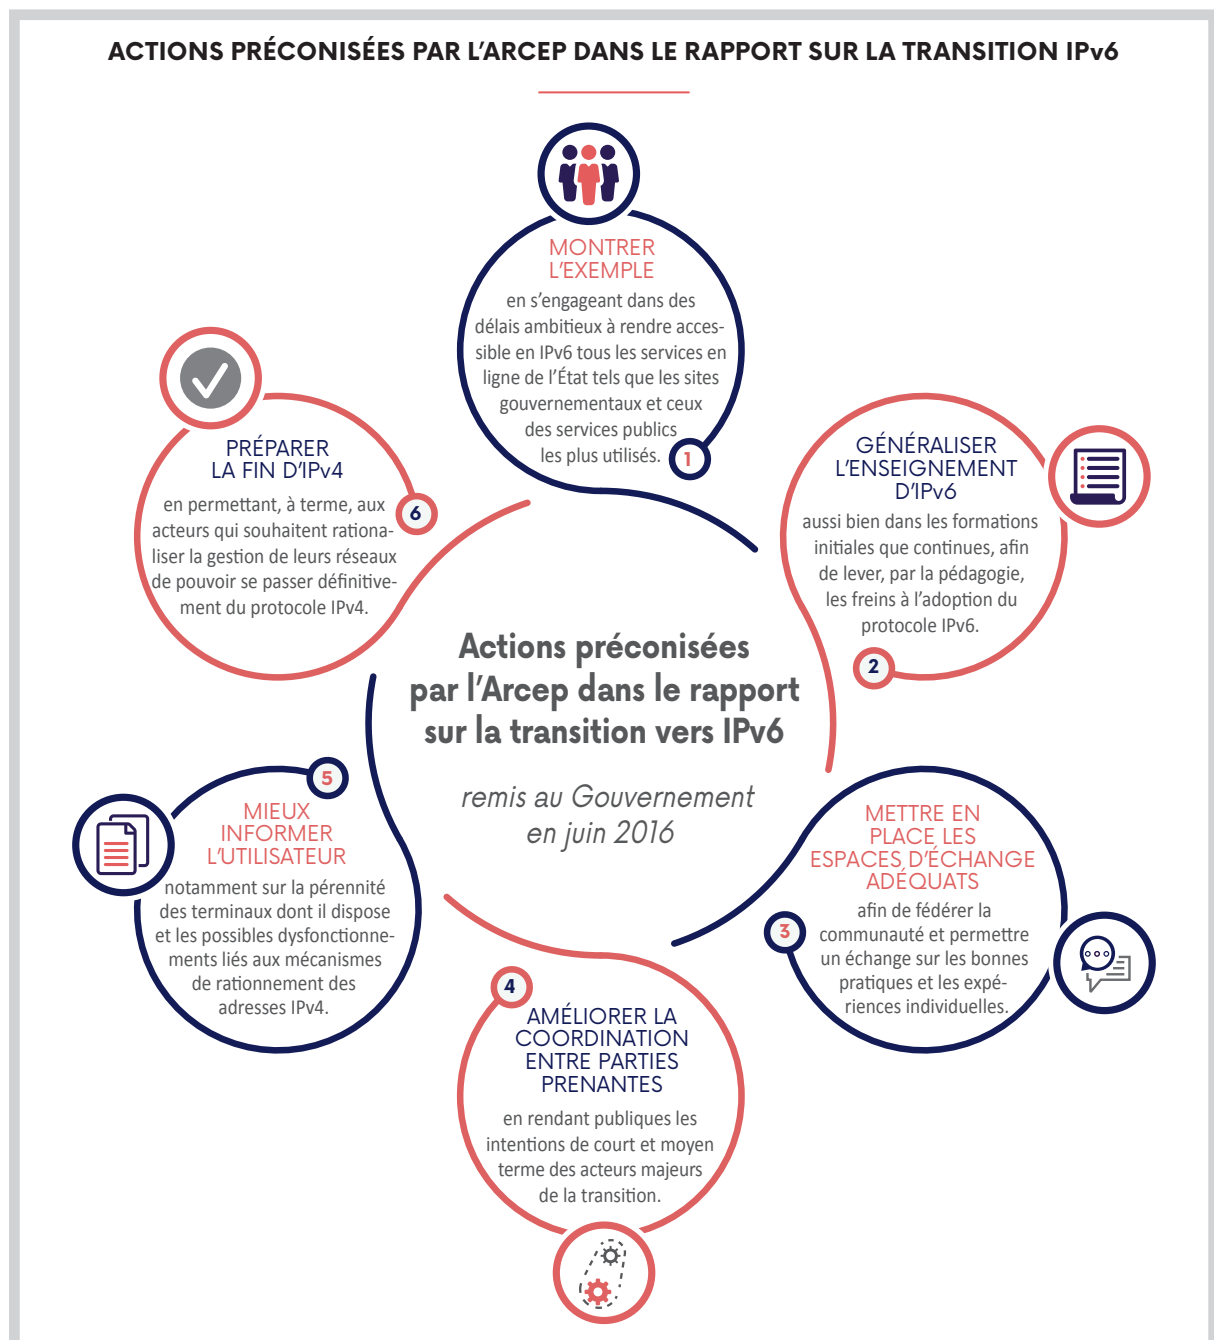 ACTIONS PRÉCONISÉES PAR L'ARCEP DANS LE RAPPORT SUR LA TRANSITION IPv6
MONTRER
L'EXEMPLE
en s'engageant dans des
délais ambitieux à rendre acces-
sible en IPv6 tous les services en
ligne de l'État tels que les sites
gouvernementaux et ceux
des services publics
les plus utilisés.
1
GÉNÉRALISER
L'ENSEIGNEMENT
D'IPv6
aussi bien dans les formations
initiales que continues, afin
de lever, par la pédagogie,
les freins à l'adoption du
protocole IPv6.
2
METTRE EN
PLACE LES
ESPACES D'ÉCHANGE
ADÉQUATS
afin de fédérer la
communauté et permettre
un échange sur les bonnes
pratiques et les expé-
riences individuelles.
3
4
AMÉLIORER LA
COORDINATION
ENTRE PARTIES
PRENANTES
en rendant publiques les
intentions de court et moyen
terme des acteurs majeurs
de la transition.
5
MIEUX
INFORMER
L'UTILISATEUR
notamment sur la pérennité
des terminaux dont il dispose
et les possibles dysfonctionne-
ments liés aux mécanismes
de rationnement des
adresses IPv4.
PRÉPARER
LA FIN D'IPv4
en permettant, à terme, aux
acteurs qui souhaitent rationa-
liser la gestion de leurs réseaux
de pouvoir se passer définitive-
ment du protocole IPv4.
6
Actions préconisées
par l'Arcep dans le rapport
sur la transition vers IPv6
remis au Gouvernement
en juin 2016